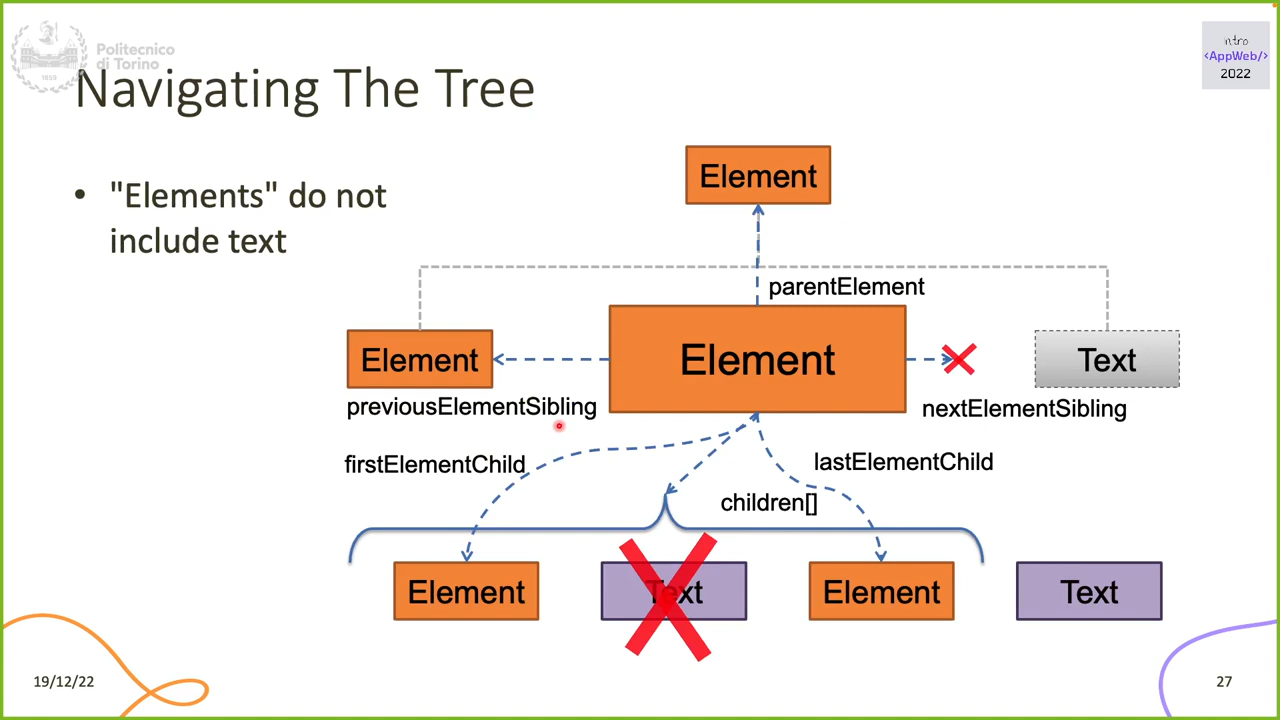 Politecnico
di Torino
1859
Navigating The Tree
intro
<AppWeb/>
2022
• "Elements" do not
include text
Element
parentElement
Element
Element
Text
previousElementSibling
nextElementSibling
firstElementChild
lastElementChild
children[]
Element
Text
Element
Text
19/12/22
27